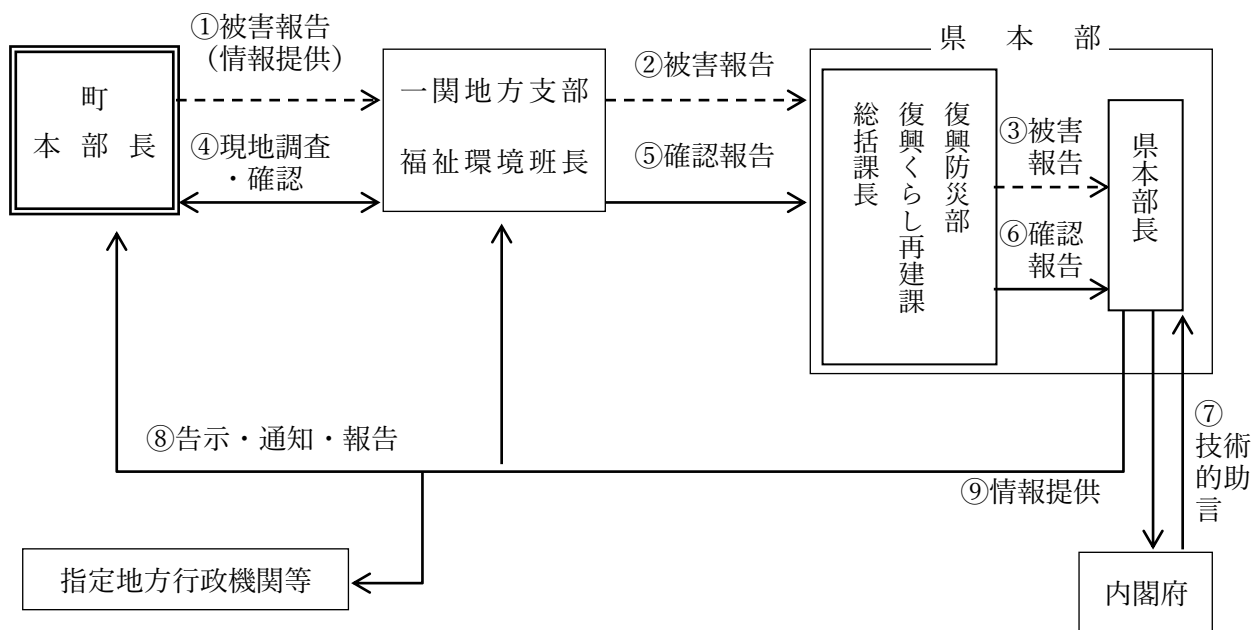 ①被害報告
（情報提供）
町
本部長
④現地調査
・確認
一関地方支部
福祉環境班長
②被害報告
⑤確認報告
県本部
復興防災部
復興くらし再建課
総括課長
③被害
報告
⑥確認
報告
県本部長
⑦
技術
的助
言
⑧告示・通知・報告
⑨情報提供
指定地方行政機関等
内閣府